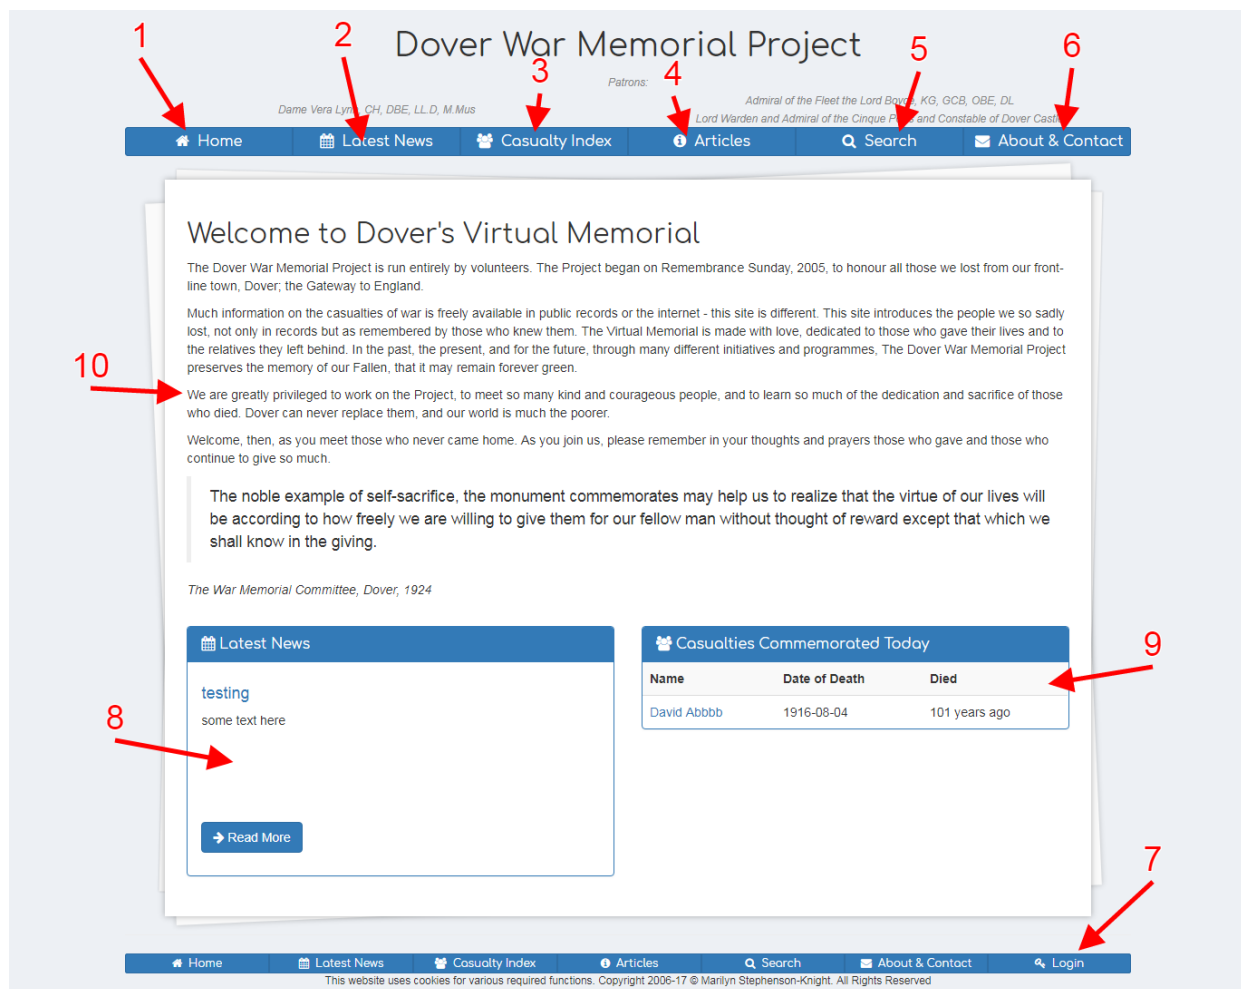 1
2
Dover War Memorial Project
3
4
5
6
Patrons:
Dame Vera Lynn, CH, DBE, LL.D, M.Mus
Admiral of the Fleet the Lord Boyce, KG, GCB, OBE, DL
Lord Warden and Admiral of the Cinque Ports and Constable of Dover Castle
Home Latest News Casualty Index Articles Search About & Contact
Welcome to Dover's Virtual Memorial
The Dover War Memorial Project is run entirely by volunteers. The Project began on Remembrance Sunday, 2005, to honour all those we lost from our front-
line town, Dover; the Gateway to England.
Much information on the casualties of war is freely available in public records or the internet - this site is different. This site introduces the people we so sadly
lost, not only in records but as remembered by those who knew them. The Virtual Memorial is made with love, dedicated to those who gave their lives and to
the relatives they left behind. In the past, the present, and for the future, through many different initiatives and programmes, The Dover War Memorial Project
preserves the memory of our Fallen, that it may remain forever green.
10
We are greatly privileged to work on the Project, to meet so many kind and courageous people, and to learn so much of the dedication and sacrifice of those
who died. Dover can never replace them, and our world is much the poorer.
Welcome, then, as you meet those who never came home. As you join us, please remember in your thoughts and prayers those who gave and those who
continue to give so much.
The noble example of self-sacrifice, the monument commemorates may help us to realize that the virtue of our lives will
be according to how freely we are willing to give them for our fellow man without thought of reward except that which we
shall know in the giving.
The War Memorial Committee, Dover, 1924
Latest News
testing
some text here
8
Read More
Casualties Commemorated Today
9
Name Date of Death Died
David Abbbb 1916-08-04 101 years ago
7
Home Latest News Casualty Index Articles Search About & Contact Login
This website uses cookies for various required functions. Copyright 2006-17 © Marilyn Stephenson-Knight. All Rights Reserved